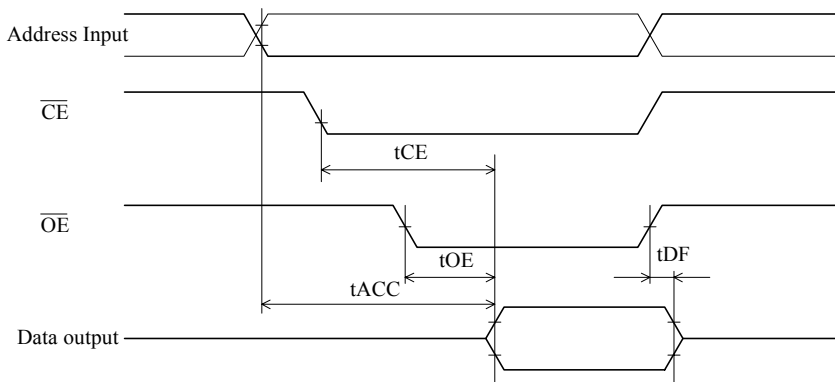 Address Input
CE
tCE
OE
tOE
tDF
tACC
Data output